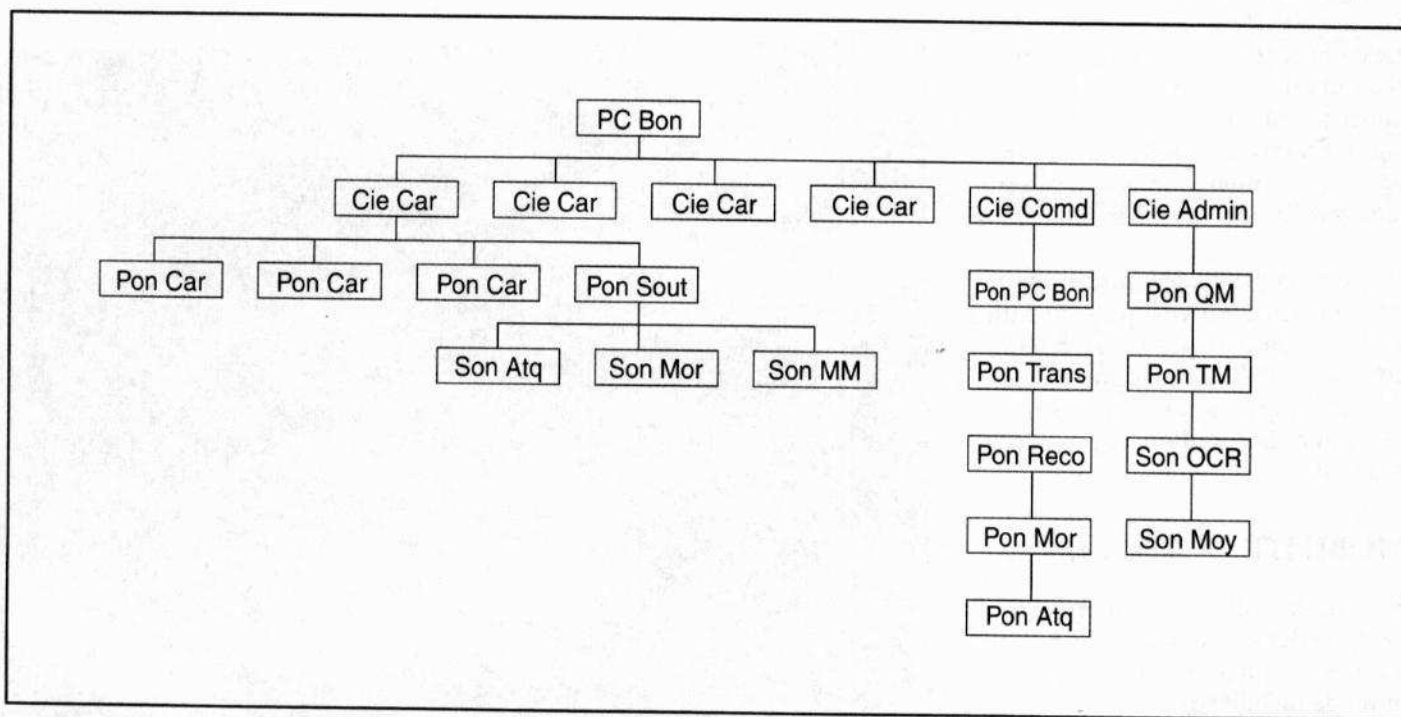 PC Bon
Cie Car
Cie Car
Cie Car
Cie Car
Cie Comd
Cie Admin
Pon Car
Pon Car
Pon Car
Pon Sout
Pon PC Bon
Pon QM
Son Atq
Son Mor
Son MM
Pon Trans
Pon TM
Pon Reco
Son OCR
Pon Mor
Son Moy
Pon Atq